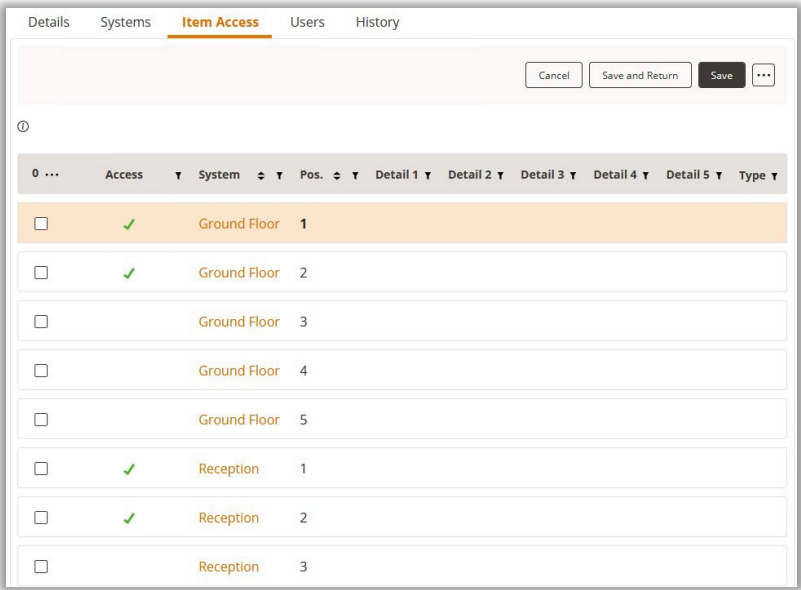 Details Systems Item Access Users History
Cancel Save and Return Save ...
0 ... Access System Pos. Detail 1 Detail 2 Detail 3 Detail 4 Detail 5 Type
Ground Floor 1
Ground Floor 2
Ground Floor 3
Ground Floor 4
Ground Floor 5
Reception 1
Reception 2
Reception 3